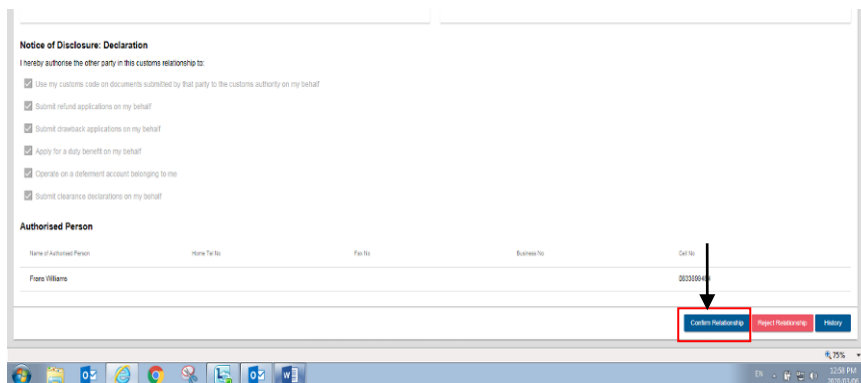 Notice of Disclosure: Declaration
I hereby authorise the other party in this customs relationship to:
Use my customs code on documents submitted by that party to the customs authority on my behalf
Submit refund applications on my behalf
Submit drawback applications on my behalf
Apply for a duty benefit on my behalf
Operate on a deferment account belonging to me
Submit clearance declarations on my behalf
Authorised Person
Name of Authorised Person Home Tel No Fax No Business No Cell No
Frans Williams
Confirm Relationship Reject Relationship History
75%
EN 12:58 PM